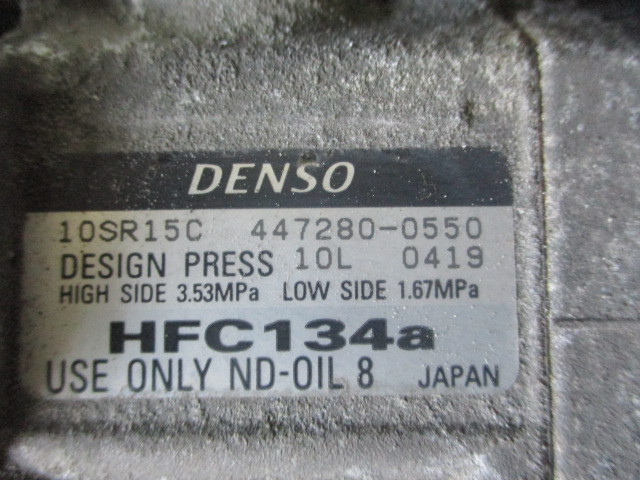 DENSO
10SR15C 447280-0550
DESIGN PRESS 10L 0419
HIGH SIDE 3.53MPa LOW SIDE 1.67MPa
HFC134a
USE ONLY ND-OIL 8 JAPAN